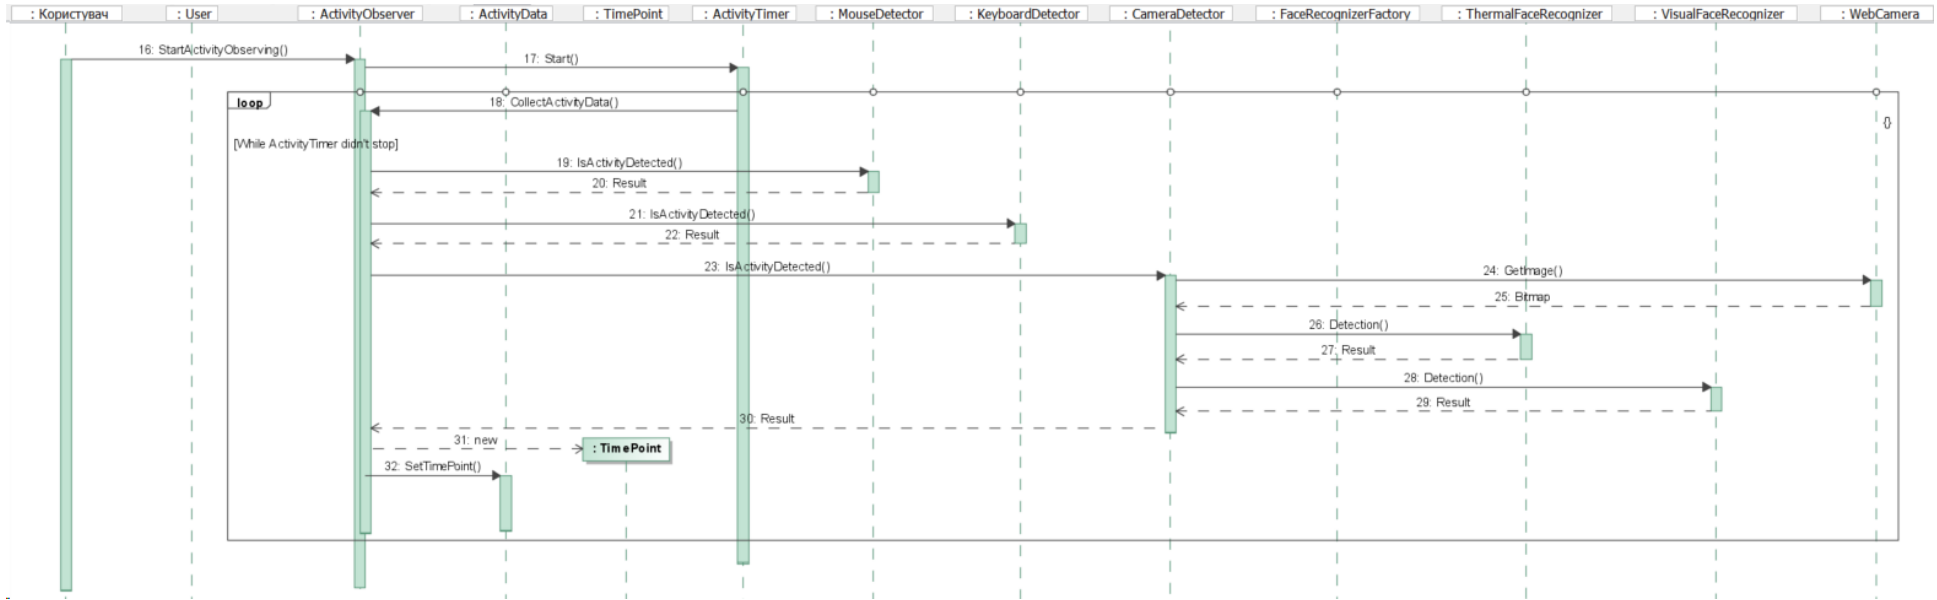 : Користувач
: User
: ActivityObserver
: ActivityData
: TimePoint
: ActivityTimer
: MouseDetector
: KeyboardDetector
: CameraDetector
: FaceRecognizerFactory
: ThermalFaceRecognizer
: VisualFaceRecognizer
: WebCamera
16: StartActivityObserving()
17: Start()
loop
18: CollectActivityData()
{}
[While ActivityTimer didn't stop]
19: IsActivityDetected()
20: Result
21: IsActivityDetected()
22: Result
23: IsActivityDetected()
24: GetImage()
25: Bitmap
26: Detection()
27: Result
28: Detection()
29: Result
30: Result
31: new
: TimePoint
32: SetTimePoint()